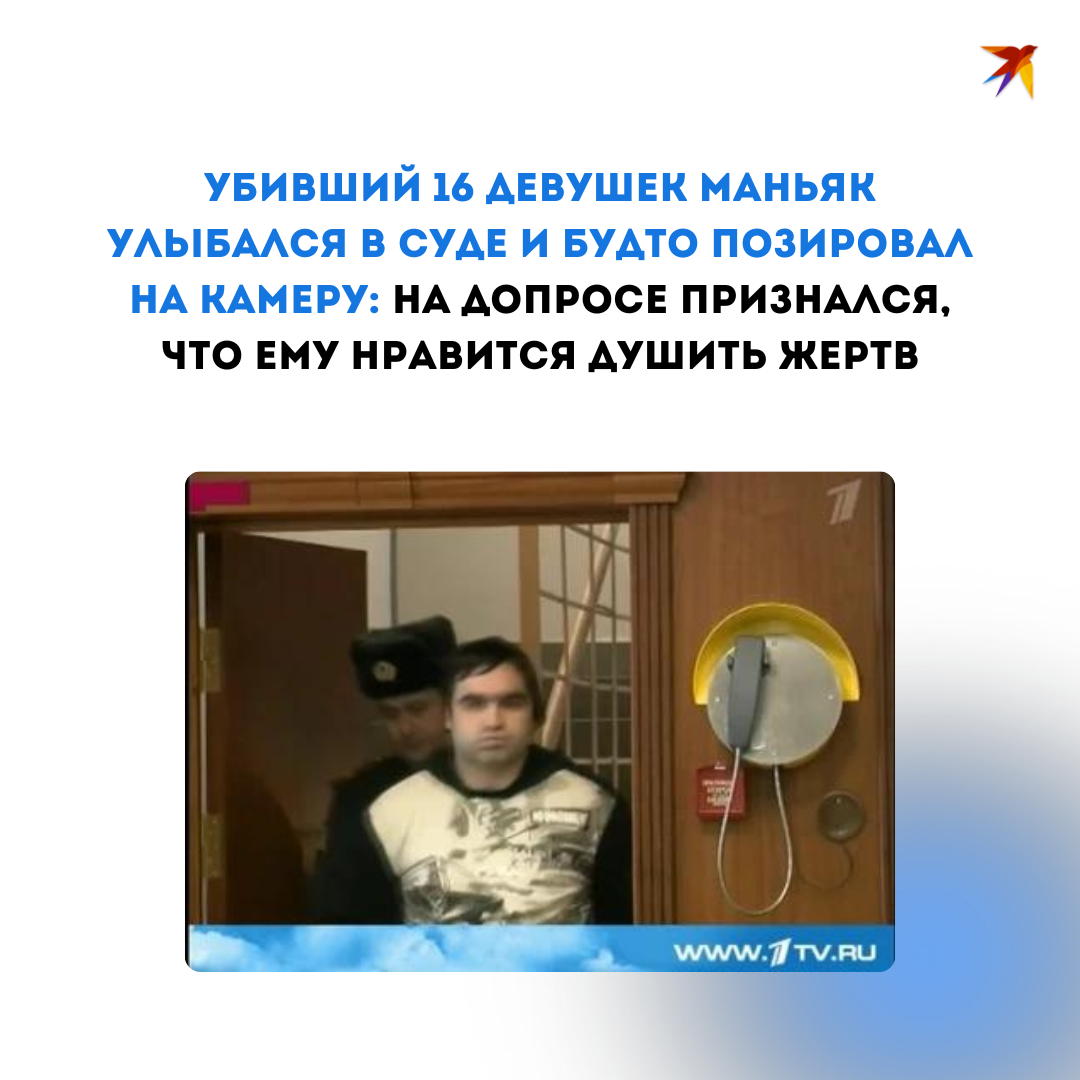 УБИВШИЙ 16 ДЕВУШЕК МАНЬЯК
УЛЫБАЛСЯ В СУДЕ И БУДТО ПОЗИРОВАЛ
НА КАМЕРУ: НА ДОПРОСЕ ПРИЗНАЛСЯ,
ЧТО ЕМУ НРАВИТСЯ ДУШИТЬ ЖЕРТВ
WWW.1TV.RU